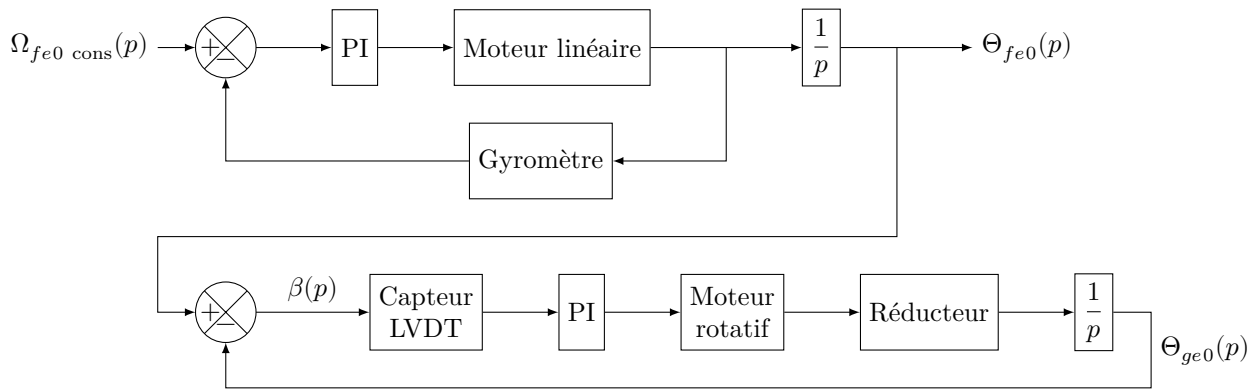 Ω_{fe0 cons}(p)
+
−
PI
Moteur linéaire
1/p
Θ_{fe0}(p)
Gyromètre
+
−
β(p)
Capteur
LVDT
PI
Moteur
rotatif
Réducteur
1/p
Θ_{ge0}(p)